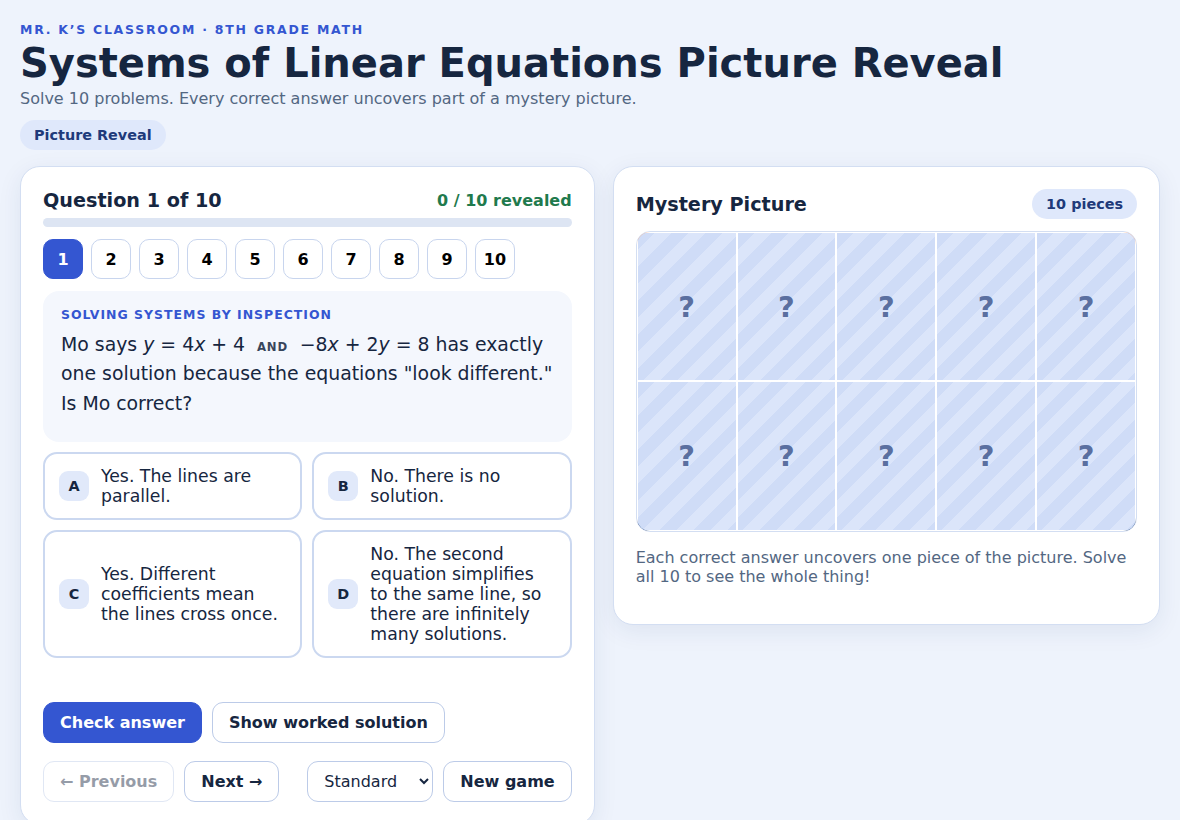 MR. K’S CLASSROOM · 8TH GRADE MATH
Systems of Linear Equations Picture Reveal
Solve 10 problems. Every correct answer uncovers part of a mystery picture.
Picture Reveal
Question 1 of 10
0 / 10 revealed
1 2 3 4 5 6 7 8 9 10
SOLVING SYSTEMS BY INSPECTION
Mo says y = 4x + 4 AND −8x + 2y = 8 has exactly
one solution because the equations "look different."
Is Mo correct?
A
Yes. The lines are
parallel.
B
No. There is no
solution.
C
Yes. Different
coefficients mean
the lines cross once.
D
No. The second
equation simplifies
to the same line, so
there are infinitely
many solutions.
Check answer
Show worked solution
← Previous
Next →
Standard
New game
Mystery Picture
10 pieces
? ? ? ? ?
? ? ? ? ?
Each correct answer uncovers one piece of the picture. Solve
all 10 to see the whole thing!